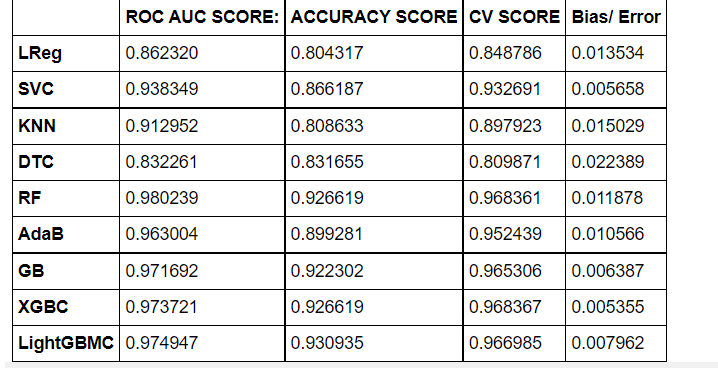 ROC AUC SCORE: ACCURACY SCORE CV SCORE Bias/ Error
LReg 0.862320 0.804317 0.848786 0.013534
SVC 0.938349 0.866187 0.932691 0.005658
KNN 0.912952 0.808633 0.897923 0.015029
DTC 0.832261 0.831655 0.809871 0.022389
RF 0.980239 0.926619 0.968361 0.011878
AdaB 0.963004 0.899281 0.952439 0.010566
GB 0.971692 0.922302 0.965306 0.006387
XGBC 0.973721 0.926619 0.968367 0.005355
LightGBMC 0.974947 0.930935 0.966985 0.007962